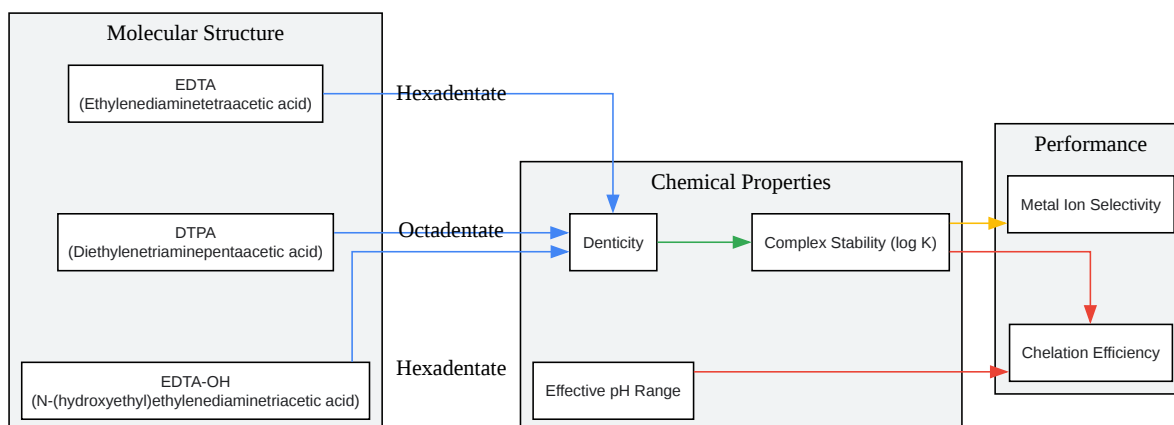 Molecular Structure
EDTA
(Ethylenediaminetetraacetic acid)
Hexadentate
DTPA
(Diethylenetriaminepentaacetic acid)
Octadentate
EDTA-OH
(N-(hydroxyethyl)ethylenediaminetriacetic acid)
Hexadentate
Chemical Properties
Denticity
Complex Stability (log K)
Effective pH Range
Performance
Metal Ion Selectivity
Chelation Efficiency